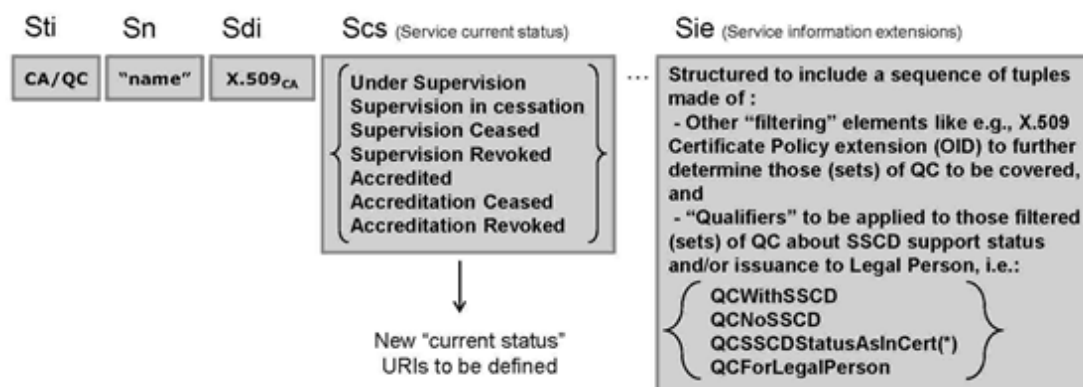 Sti
Sn
Sdi
Scs (Service current status)
Sie (Service information extensions)
CA/QC
“name”
X.509CA
Under Supervision
Supervision in cessation
Supervision Ceased
Supervision Revoked
Accredited
Accreditation Ceased
Accreditation Revoked
...
Structured to include a sequence of tuples
made of :
- Other “filtering” elements like e.g., X.509
Certificate Policy extension (OID) to further
determine those (sets) of QC to be covered,
and
- “Qualifiers” to be applied to those filtered
(sets) of QC about SSCD support status
and/or issuance to Legal Person, i.e.:
QCWithSSCD
QCNoSSCD
QCSSCDStatusAsInCert(*)
QCForLegalPerson
New “current status”
URIs to be defined